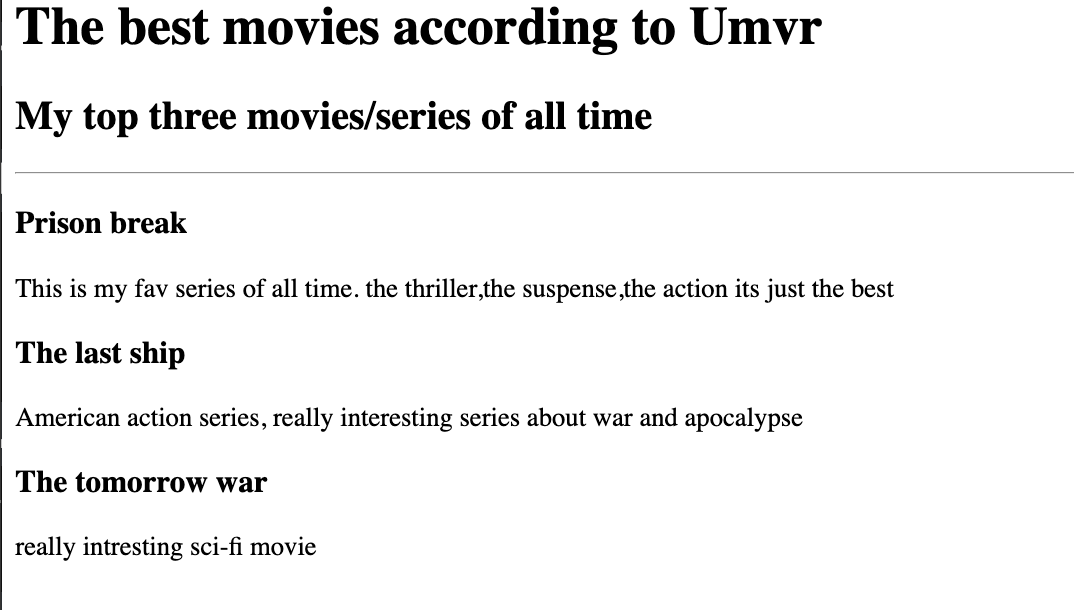 The best movies according to Umvr
My top three movies/series of all time
Prison break
This is my fav series of all time. the thriller,the suspense,the action its just the best
The last ship
American action series, really interesting series about war and apocalypse
The tomorrow war
really intresting sci-fi movie